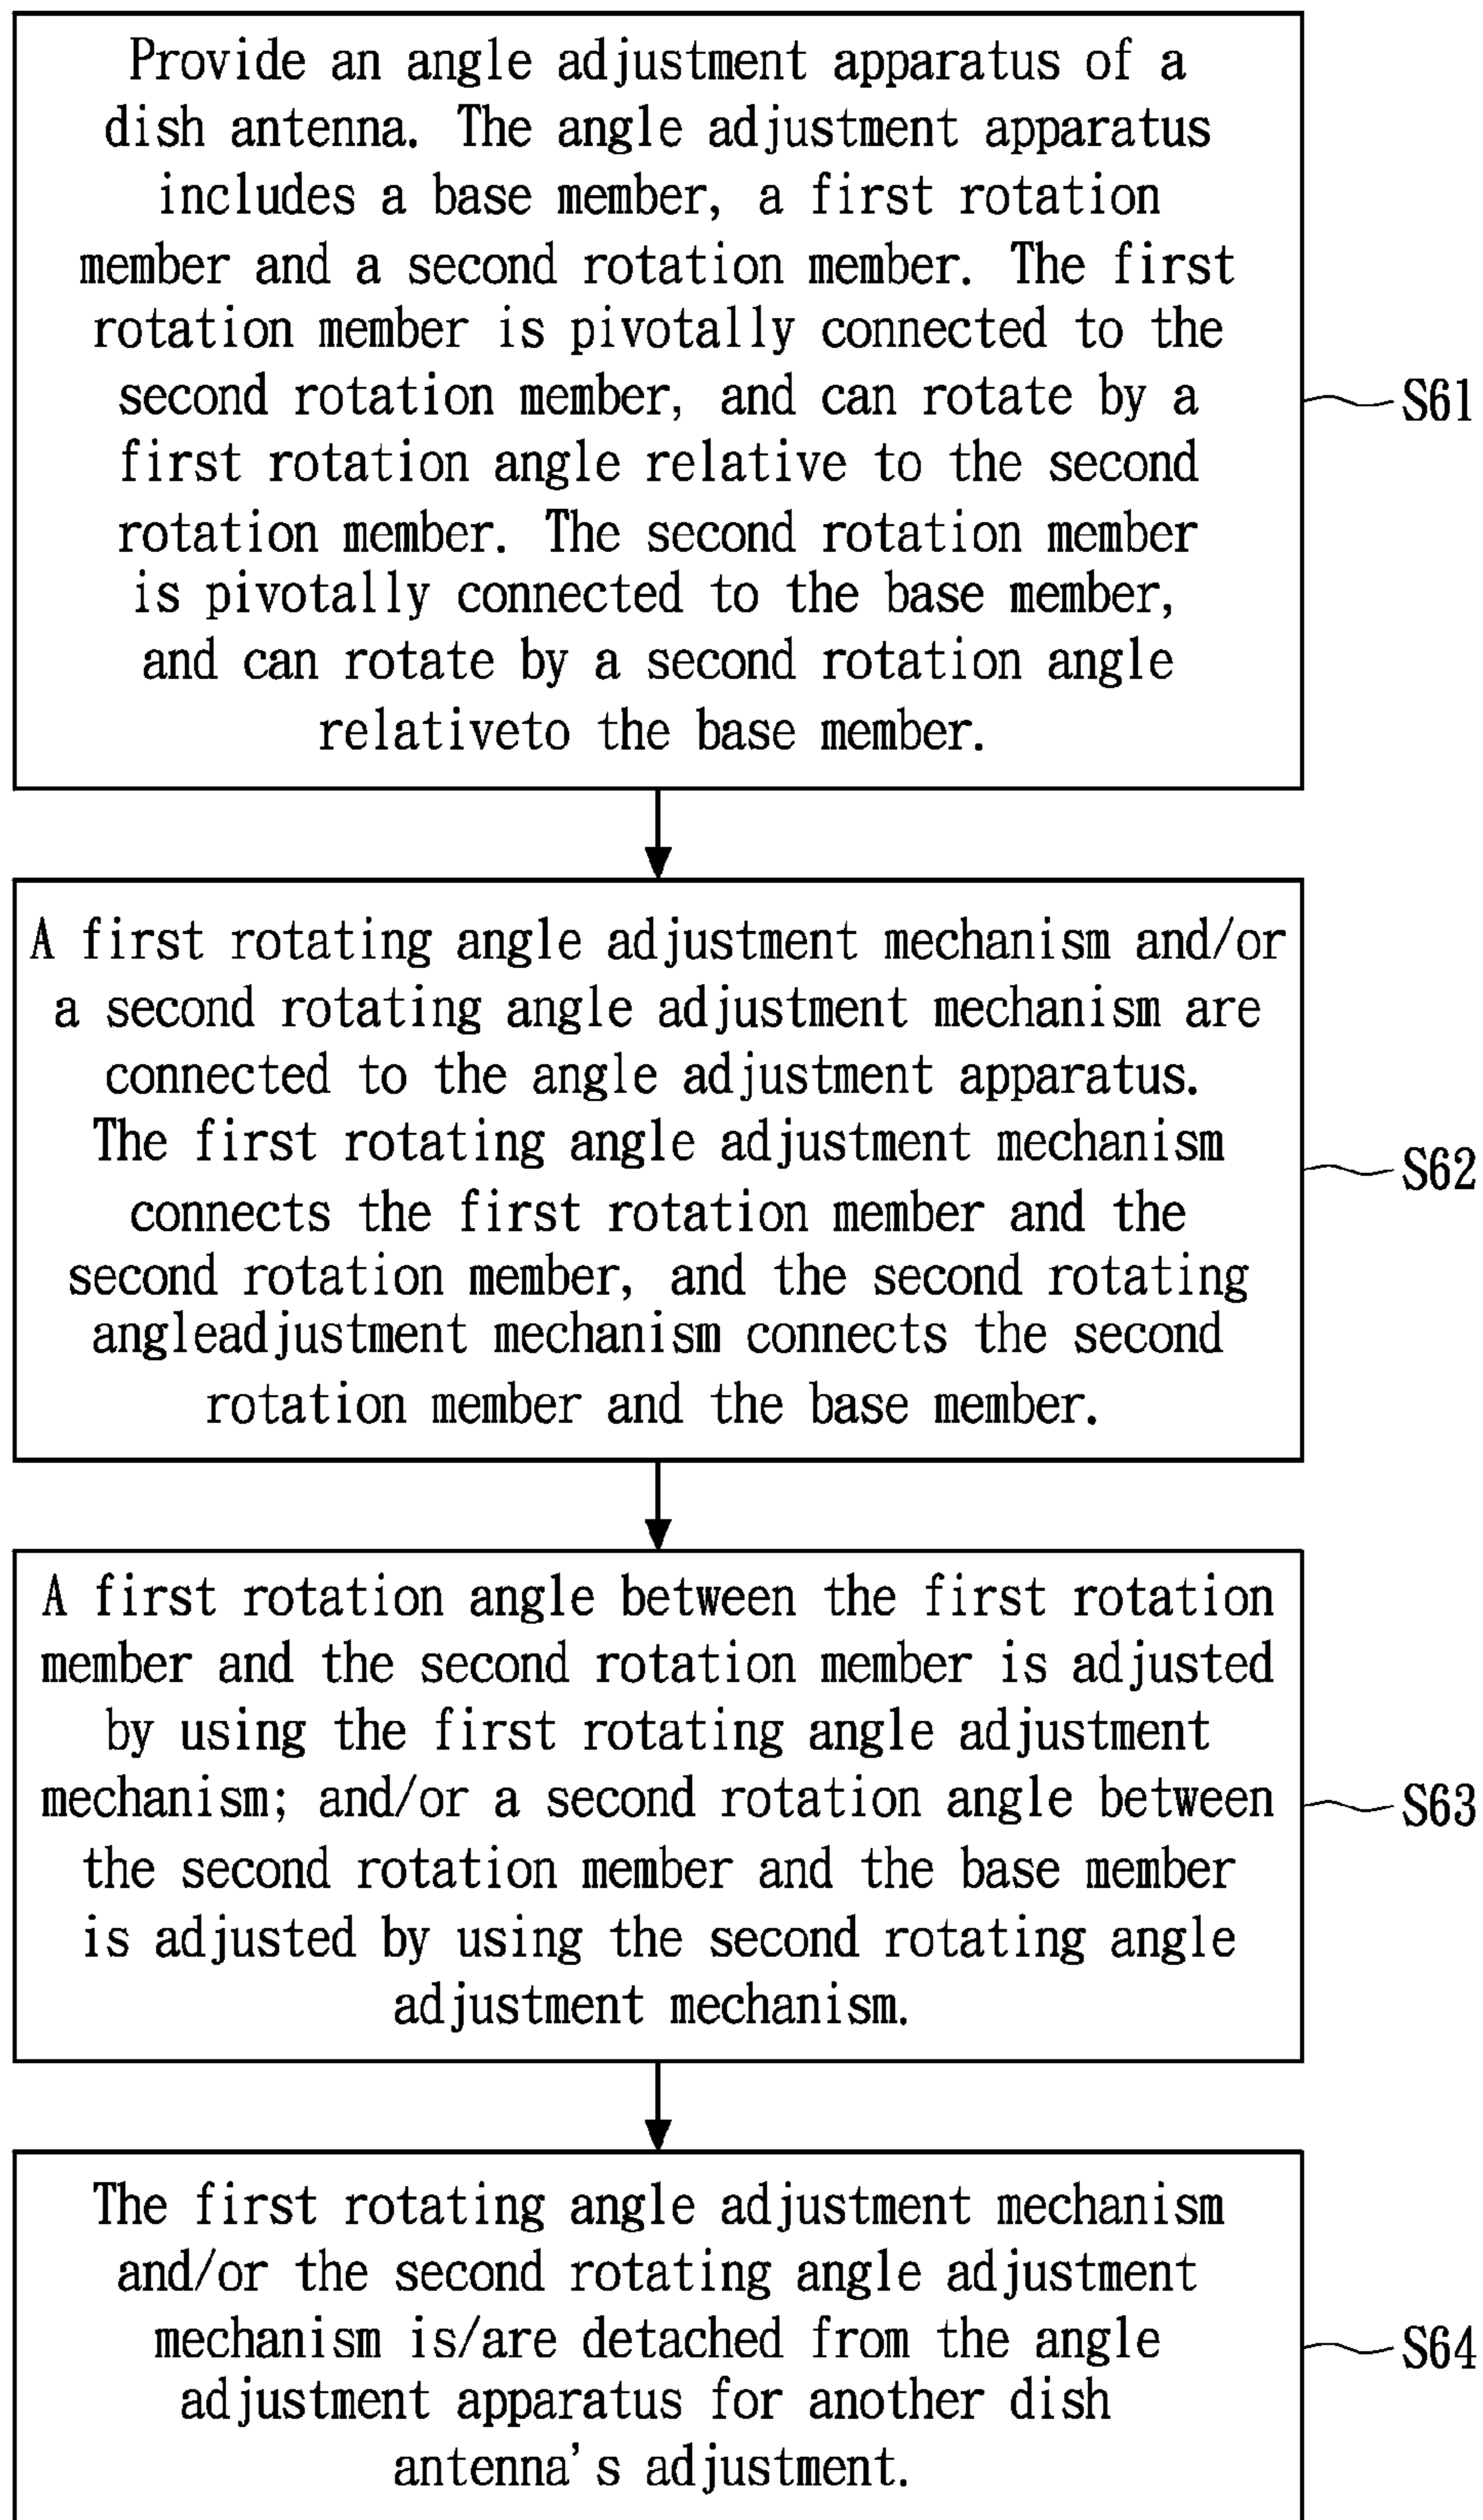 Provide an angle adjustment apparatus of a
dish antenna. The angle adjustment apparatus
includes a base member, a first rotation
member and a second rotation member. The first
rotation member is pivotally connected to the
second rotation member, and can rotate by a
first rotation angle relative to the second
rotation member. The second rotation member
is pivotally connected to the base member,
and can rotate by a second rotation angle
relativeto the base member.
S61
A first rotating angle adjustment mechanism and/or
a second rotating angle adjustment mechanism are
connected to the angle adjustment apparatus.
The first rotating angle adjustment mechanism
connects the first rotation member and the
second rotation member, and the second rotating
angleadjustment mechanism connects the second
rotation member and the base member.
S62
A first rotation angle between the first rotation
member and the second rotation member is adjusted
by using the first rotating angle adjustment
mechanism; and/or a second rotation angle between
the second rotation member and the base member
is adjusted by using the second rotating angle
adjustment mechanism.
S63
The first rotating angle adjustment mechanism
and/or the second rotating angle adjustment
mechanism is/are detached from the angle
adjustment apparatus for another dish
antenna's adjustment.
S64